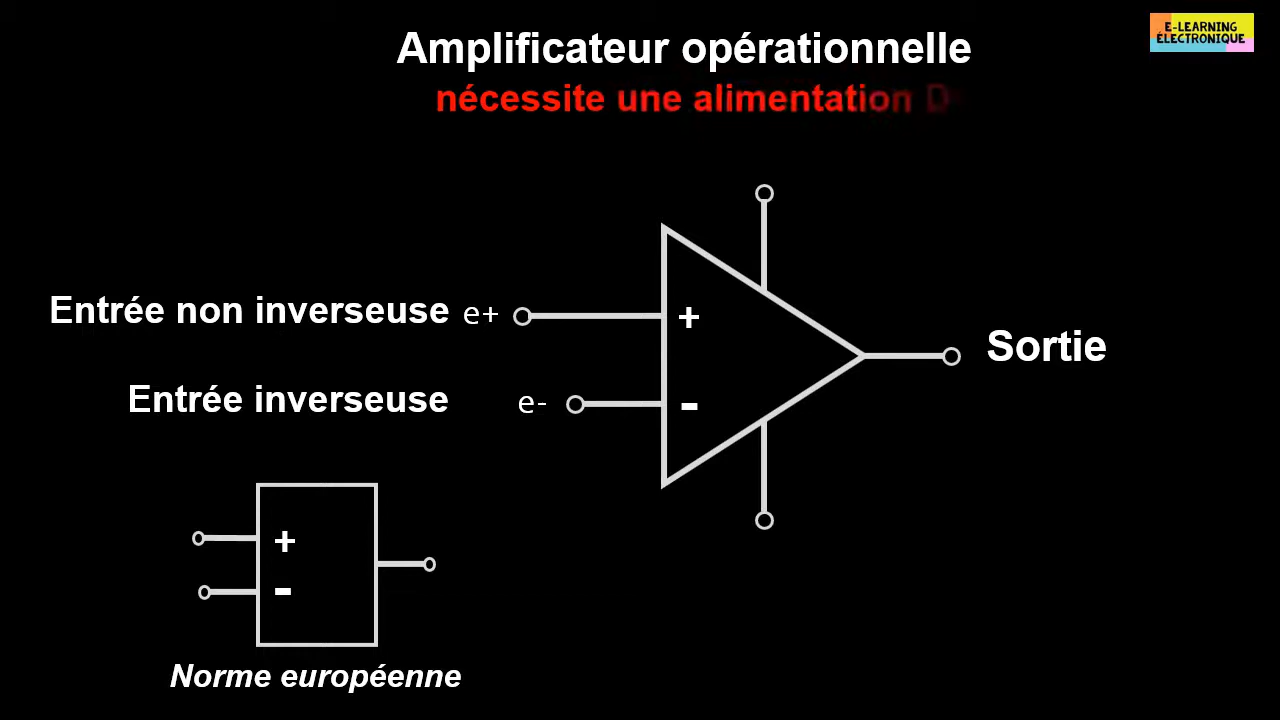 Amplificateur opérationnelle
E-LEARNING
ÉLECTRONIQUE
nécessite une alimentation
+
Entrée non inverseuse e+
Sortie
Entrée inverseuse e-
-
+
-
Norme européenne